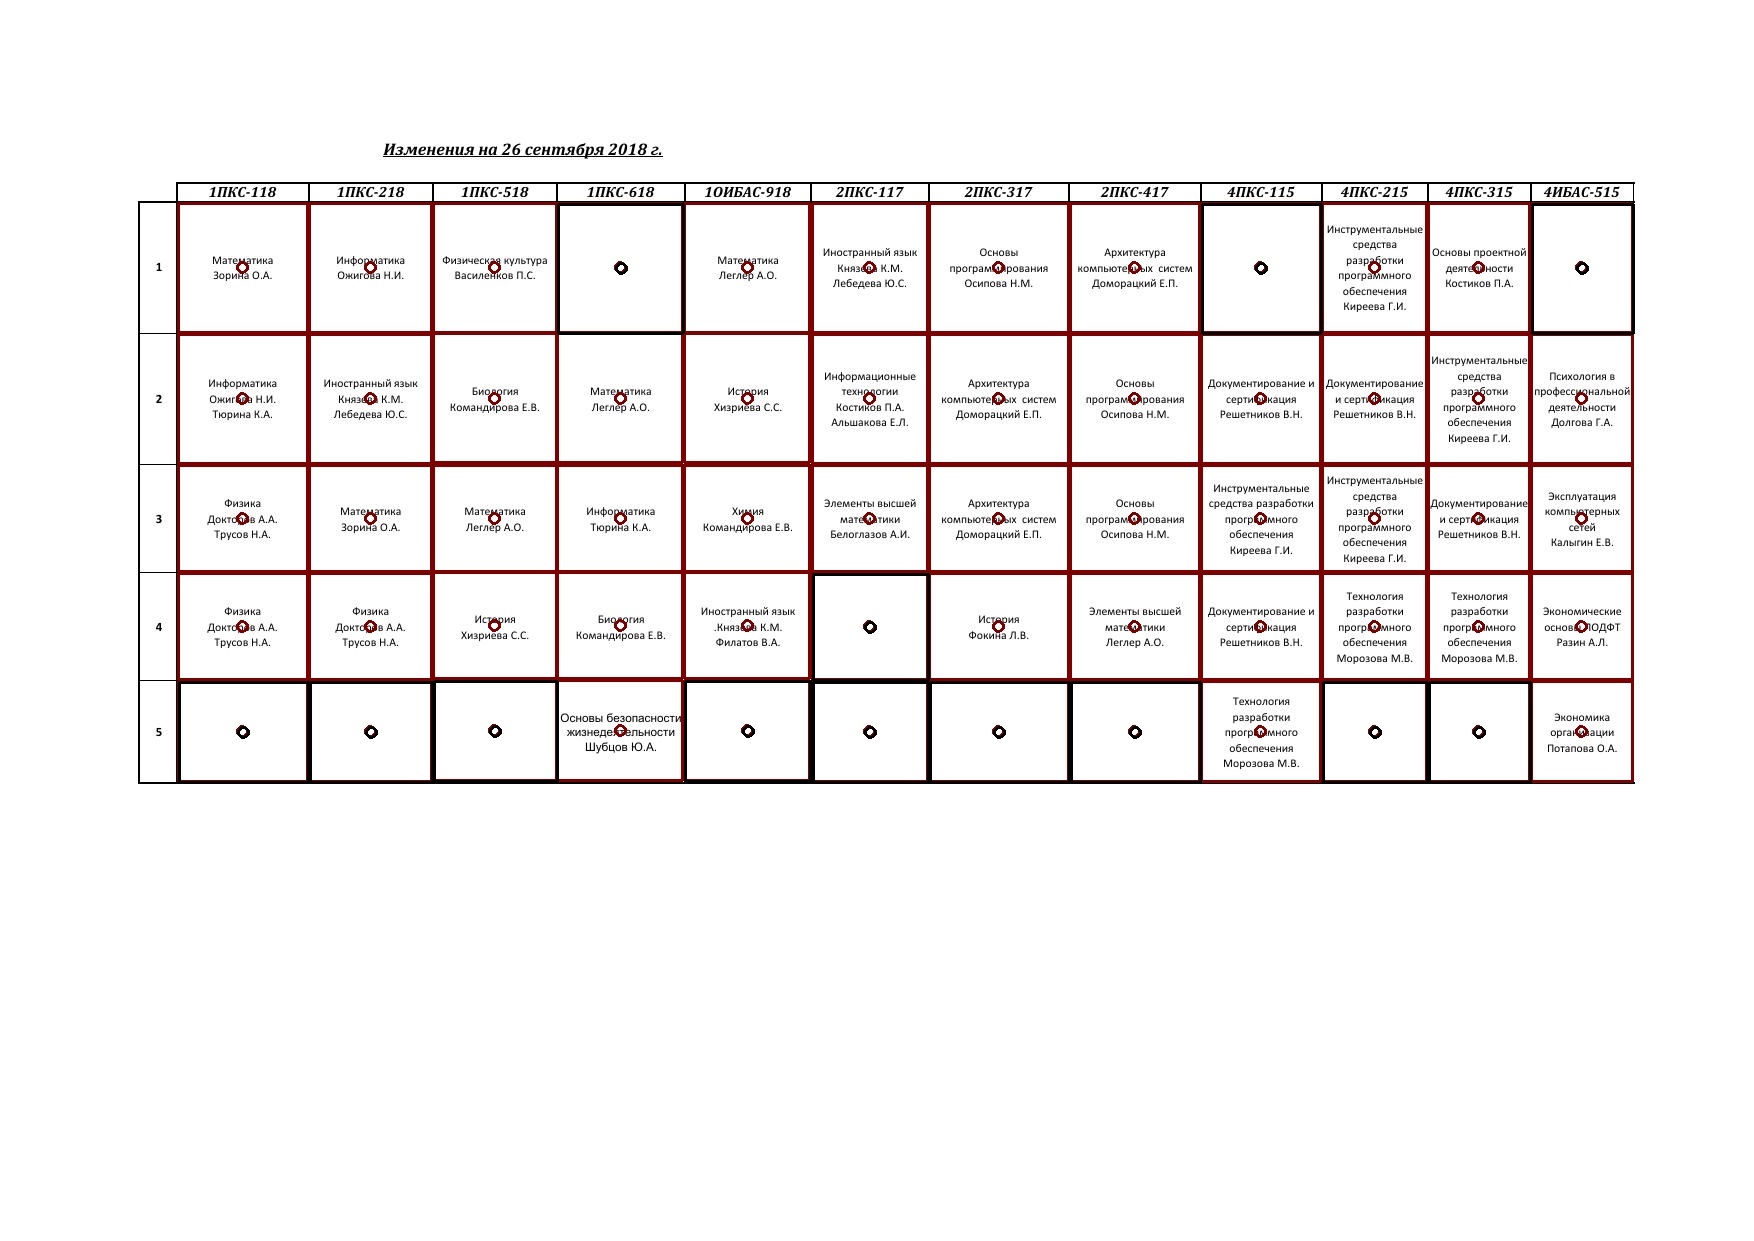 Изменения на 26 сентября 2018 г.
1ПКС-118
1ПКС-218
1ПКС-518
1ПКС-618
1ОИБАС-918
2ПКС-117
2ПКС-317
2ПКС-417
4ПКС-115
4ПКС-215
4ПКС-315
4ИБАС-515
1
Математика
Зорина О.А.
Информатика
Ожигова Н.И.
Физическая культура
Василенков П.С.
Математика
Леглер А.О.
Иностранный язык
Князева К.М.
Лебедева Ю.С.
Основы
программирования
Осипова Н.М.
Архитектура
компьютерных систем
Доморацкий Е.П.
Инструментальные
средства
разработки
программного
обеспечения
Киреева Г.И.
Основы проектной
деятельности
Костиков П.А.
2
Информатика
Ожигова Н.И.
Тюрина К.А.
Иностранный язык
Князева К.М.
Лебедева Ю.С.
Биология
Командирова Е.В.
Математика
Леглер А.О.
История
Хизриева С.С.
Информационные
технологии
Костиков П.А.
Альшакова Е.Л.
Архитектура
компьютерных систем
Доморацкий Е.П.
Основы
программирования
Осипова Н.М.
Документирование и
сертификация
Решетников В.Н.
Документирование
и сертификация
Решетников В.Н.
Инструментальные
средства
разработки
программного
обеспечения
Киреева Г.И.
Психология в
профессиональной
деятельности
Долгова Г.А.
3
Физика
Докторов А.А.
Трусов Н.А.
Математика
Зорина О.А.
Математика
Леглер А.О.
Информатика
Тюрина К.А.
Химия
Командирова Е.В.
Элементы высшей
математики
Белоглазов А.И.
Архитектура
компьютерных систем
Доморацкий Е.П.
Основы
программирования
Осипова Н.М.
Инструментальные
средства разработки
программного
обеспечения
Киреева Г.И.
Инструментальные
средства
разработки
программного
обеспечения
Киреева Г.И.
Документирование
и сертификация
Решетников В.Н.
Эксплуатация
компьютерных
сетей
Калыгин Е.В.
4
Физика
Докторов А.А.
Трусов Н.А.
Физика
Докторов А.А.
Трусов Н.А.
История
Хизриева С.С.
Биология
Командирова Е.В.
Иностранный язык
.Князева К.М.
Филатов В.А.
История
Фокина Л.В.
Элементы высшей
математики
Леглер А.О.
Документирование и
сертификация
Решетников В.Н.
Технология
разработки
программного
обеспечения
Морозова М.В.
Технология
разработки
программного
обеспечения
Морозова М.В.
Экономические
основы ПОДФТ
Разин А.Л.
5
Основы безопасности
жизнедеятельности
Шубцов Ю.А.
Технология
разработки
программного
обеспечения
Морозова М.В.
Экономика
организации
Потапова О.А.